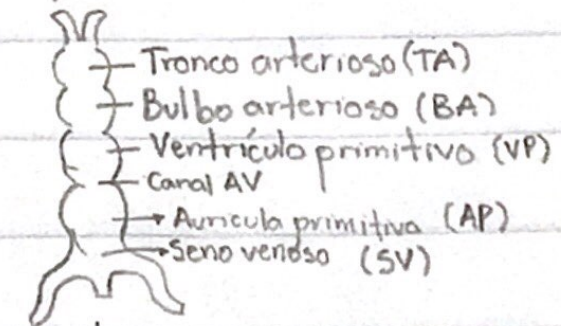 Tronco arterioso (TA)
Bulbo arterioso (BA)
Ventrículo primitivo (VP)
Canal AV
Aurícula primitiva (AP)
Seno venoso (SV)